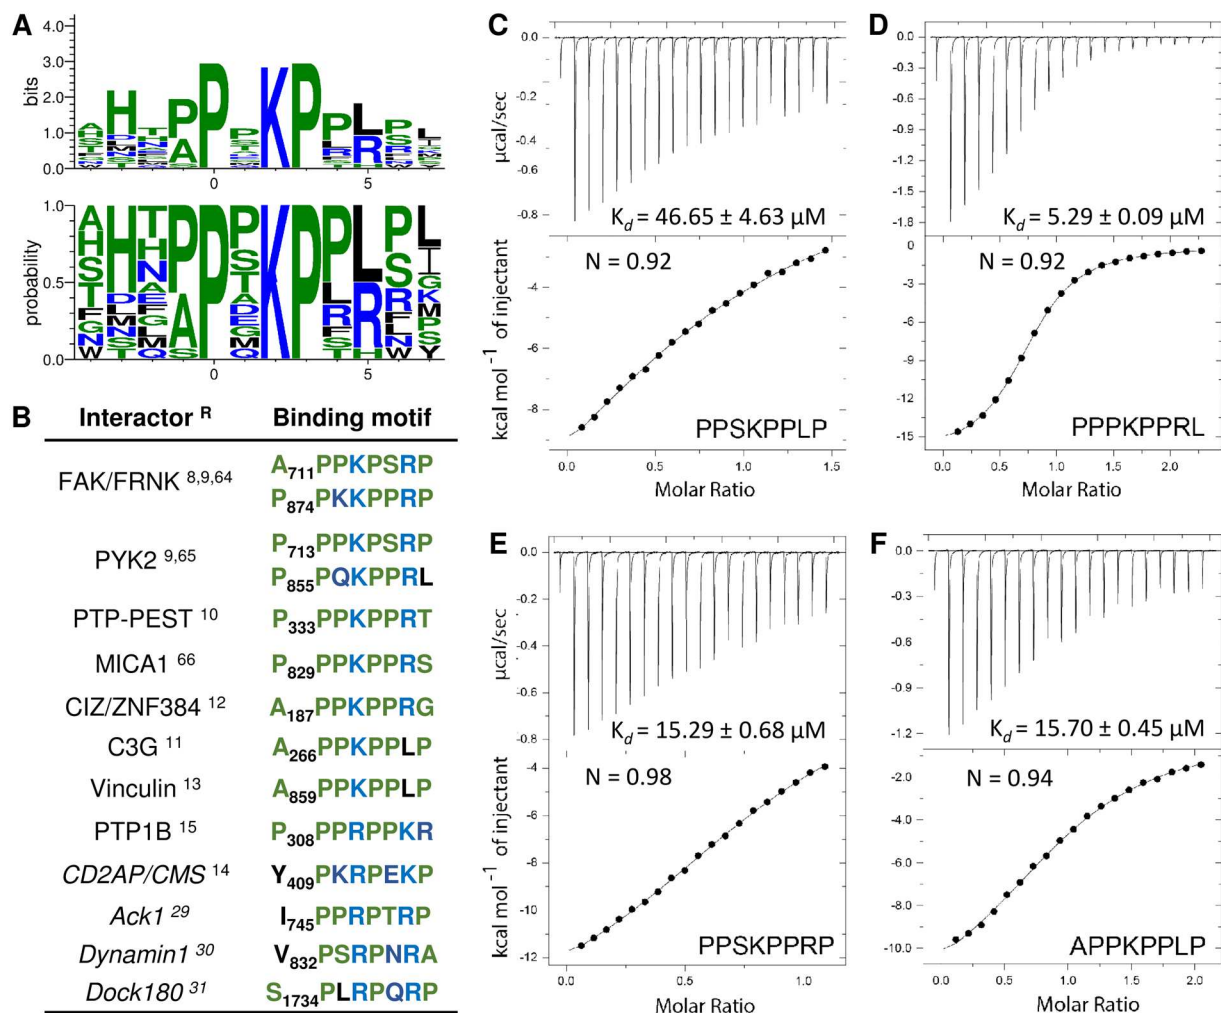 A
bits
4.0
3.0
2.0
1.0
0.0
0
5
probability
1.0
0.5
0.0
0
5
B
Interactor R Binding motif
FAK/FRNK 8,9,64
A711PPKPSRP
P874PKKPPRP
PYK2 9,65
P713PPKPSRP
P855PQKPPRL
PTP-PEST 10 P333PPKPPRT
MICA1 66 P829PPKPPRS
CIZ/ZNF384 12 A187PPKPPRG
C3G 11 A266PPKPPLP
Vinculin 13 A859PPKPPLP
PTP1B 15 P308PPRPPKR
CD2AP/CMS 14 Y409PKRPEKP
Ack1 29 I745PPRPTRP
Dynamin1 30 V832PSRPNRA
Dock180 31 S1734PLRPQRP
C
0.0
-0.2
-0.4
-0.6
-0.8
µcal/sec
Kd = 46.65 ± 4.63 µM
N = 0.92
-4
-6
-8
kcal mol-1 of injectant
PPSKPPLP
0.0 0.5 1.0 1.5
Molar Ratio
D
0.0
-0.3
-0.6
-0.9
-1.2
-1.5
-1.8
Kd = 5.29 ± 0.09 µM
0
-3
-6
-9
-12
-15
N = 0.92
PPPKPPRL
0.0 0.5 1.0 1.5 2.0
Molar Ratio
E
0.0
-0.2
-0.4
-0.6
-0.8
µcal/sec
Kd = 15.29 ± 0.68 µM
-4
-6
-8
-10
-12
N = 0.98
kcal mol-1 of injectant
PPSKPPRP
0.0 0.5 1.0
Molar Ratio
F
0.0
-0.3
-0.6
-0.9
-1.2
Kd = 15.70 ± 0.45 µM
N = 0.94
-2.0
-4.0
-6.0
-8.0
-10.0
APPKPPLP
0.0 0.5 1.0 1.5 2.0
Molar Ratio